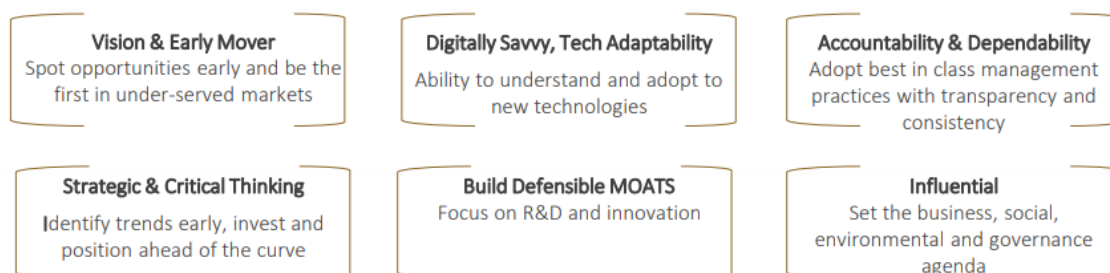 Vision & Early Mover
Spot opportunities early and be the
first in under-served markets
Digitally Savvy, Tech Adaptability
Ability to understand and adopt to
new technologies
Accountability & Dependability
Adopt best in class management
practices with transparency and
consistency
Strategic & Critical Thinking
Identify trends early, invest and
position ahead of the curve
Build Defensible MOATS
Focus on R&D and innovation
Influential
Set the business, social,
environmental and governance
agenda